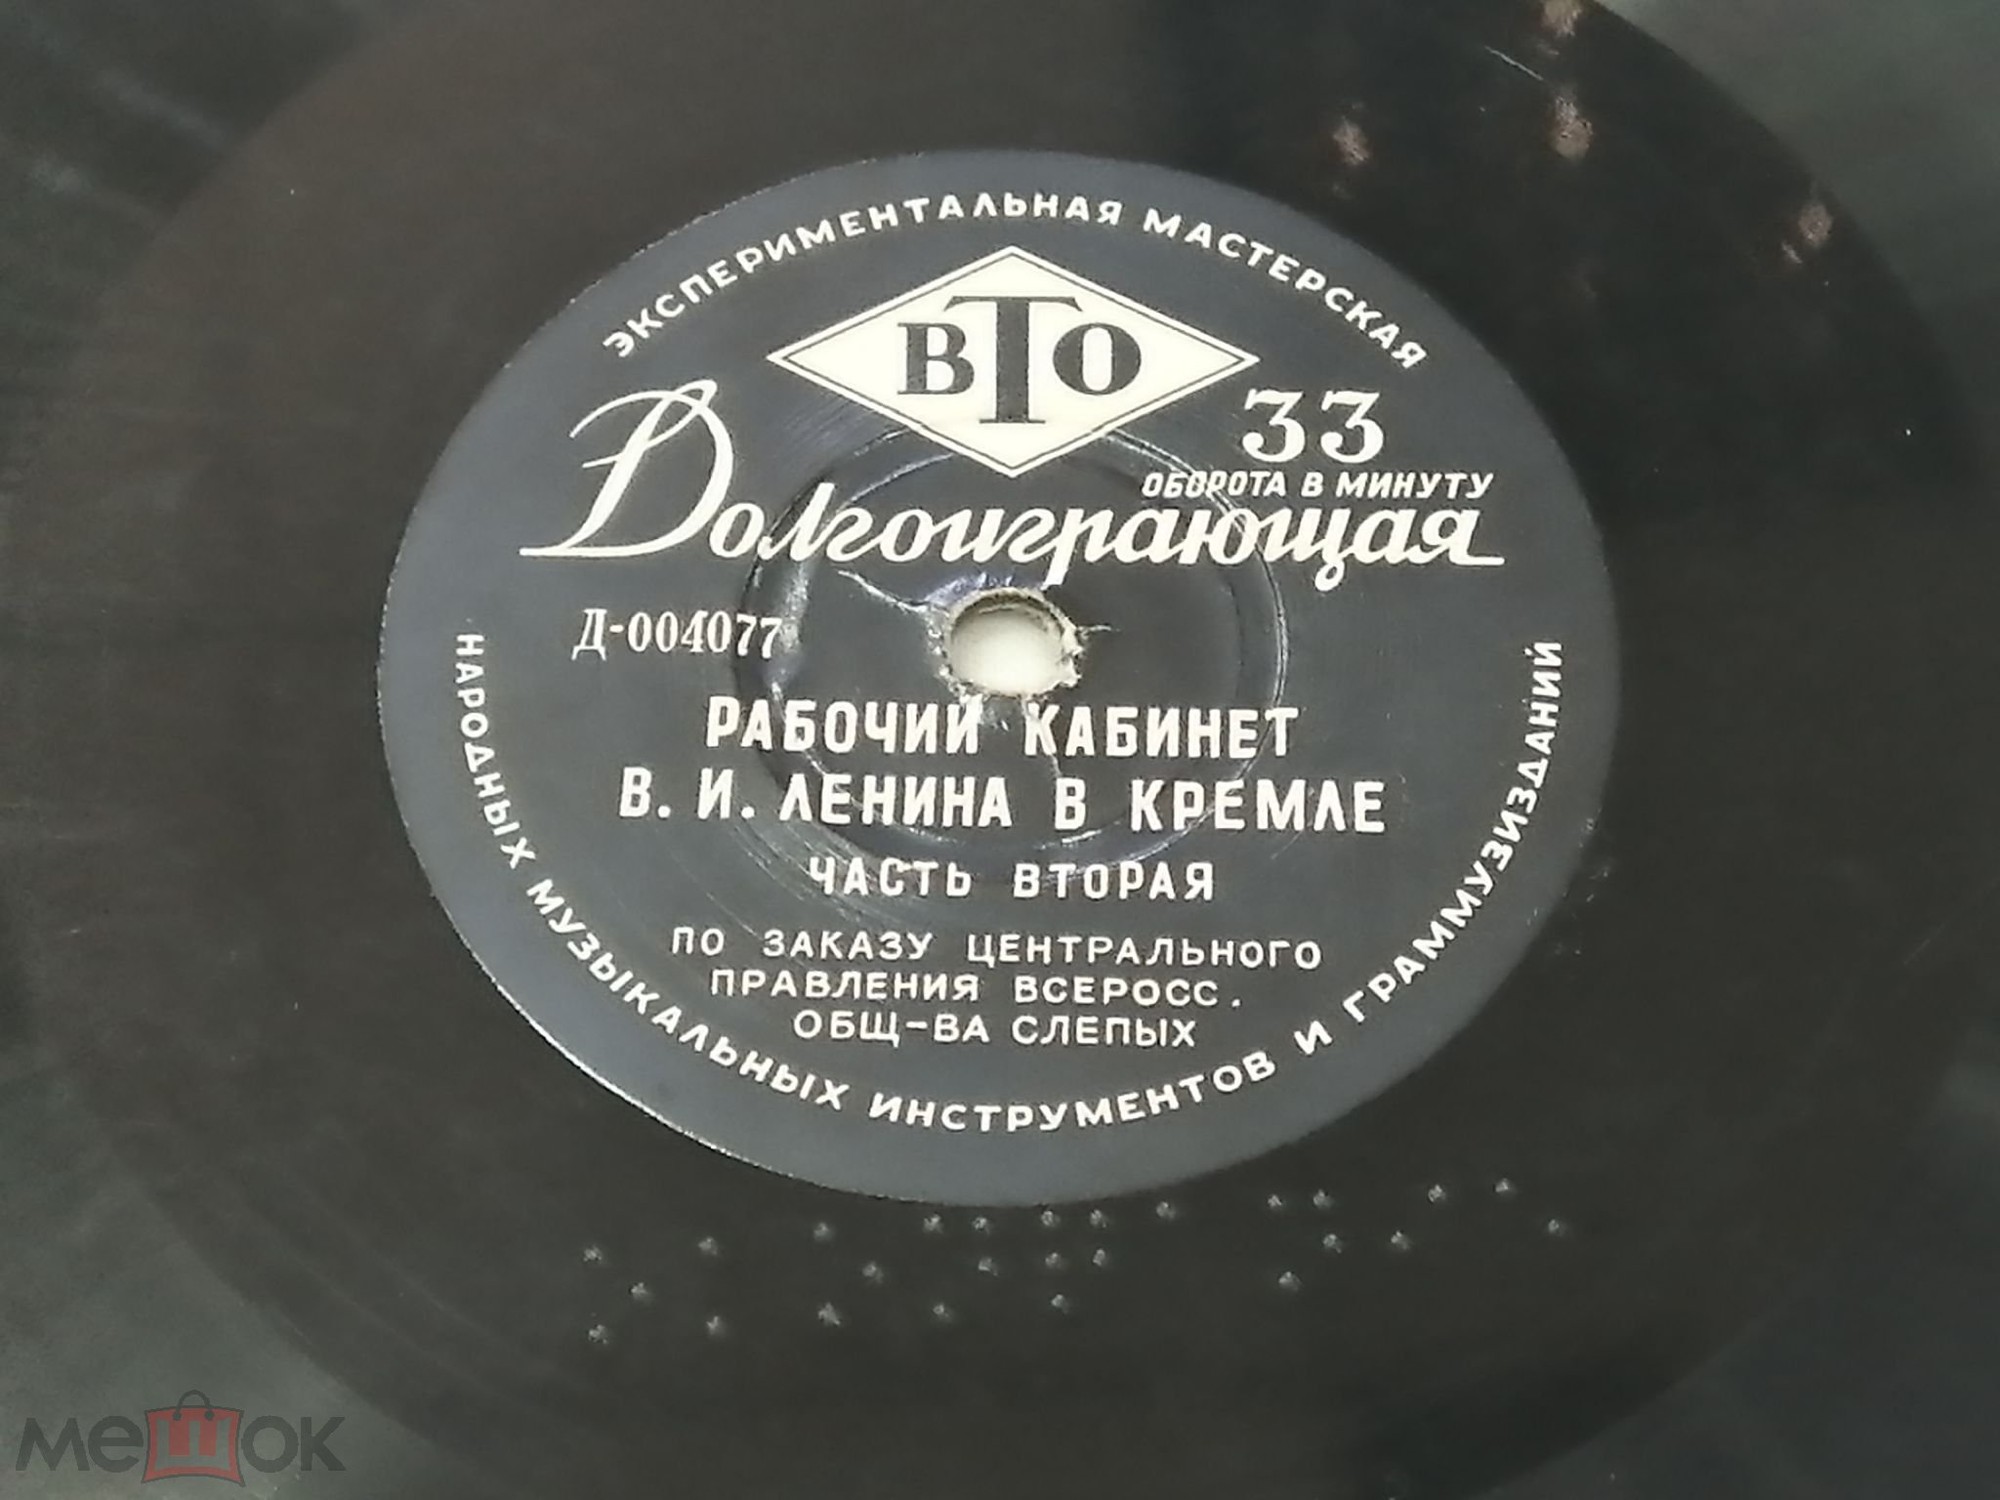 ЭКСПЕРИМЕНТАЛЬНАЯ МАСТЕРСКАЯ
ВТО
33
ОБОРОТА В МИНУТУ
Долгоиграющая
Д-004077
РАБОЧИЙ КАБИНЕТ
В. И. ЛЕНИНА В КРЕМЛЕ
ЧАСТЬ ВТОРАЯ
ПО ЗАКАЗУ ЦЕНТРАЛЬНОГО
ПРАВЛЕНИЯ ВСЕРОСС.
ОБЩ-ВА СЛЕПЫХ
НАРОДНЫХ МУЗЫКАЛЬНЫХ ИНСТРУМЕНТОВ И ГРАММУЗИЗДАНИЙ
мешок